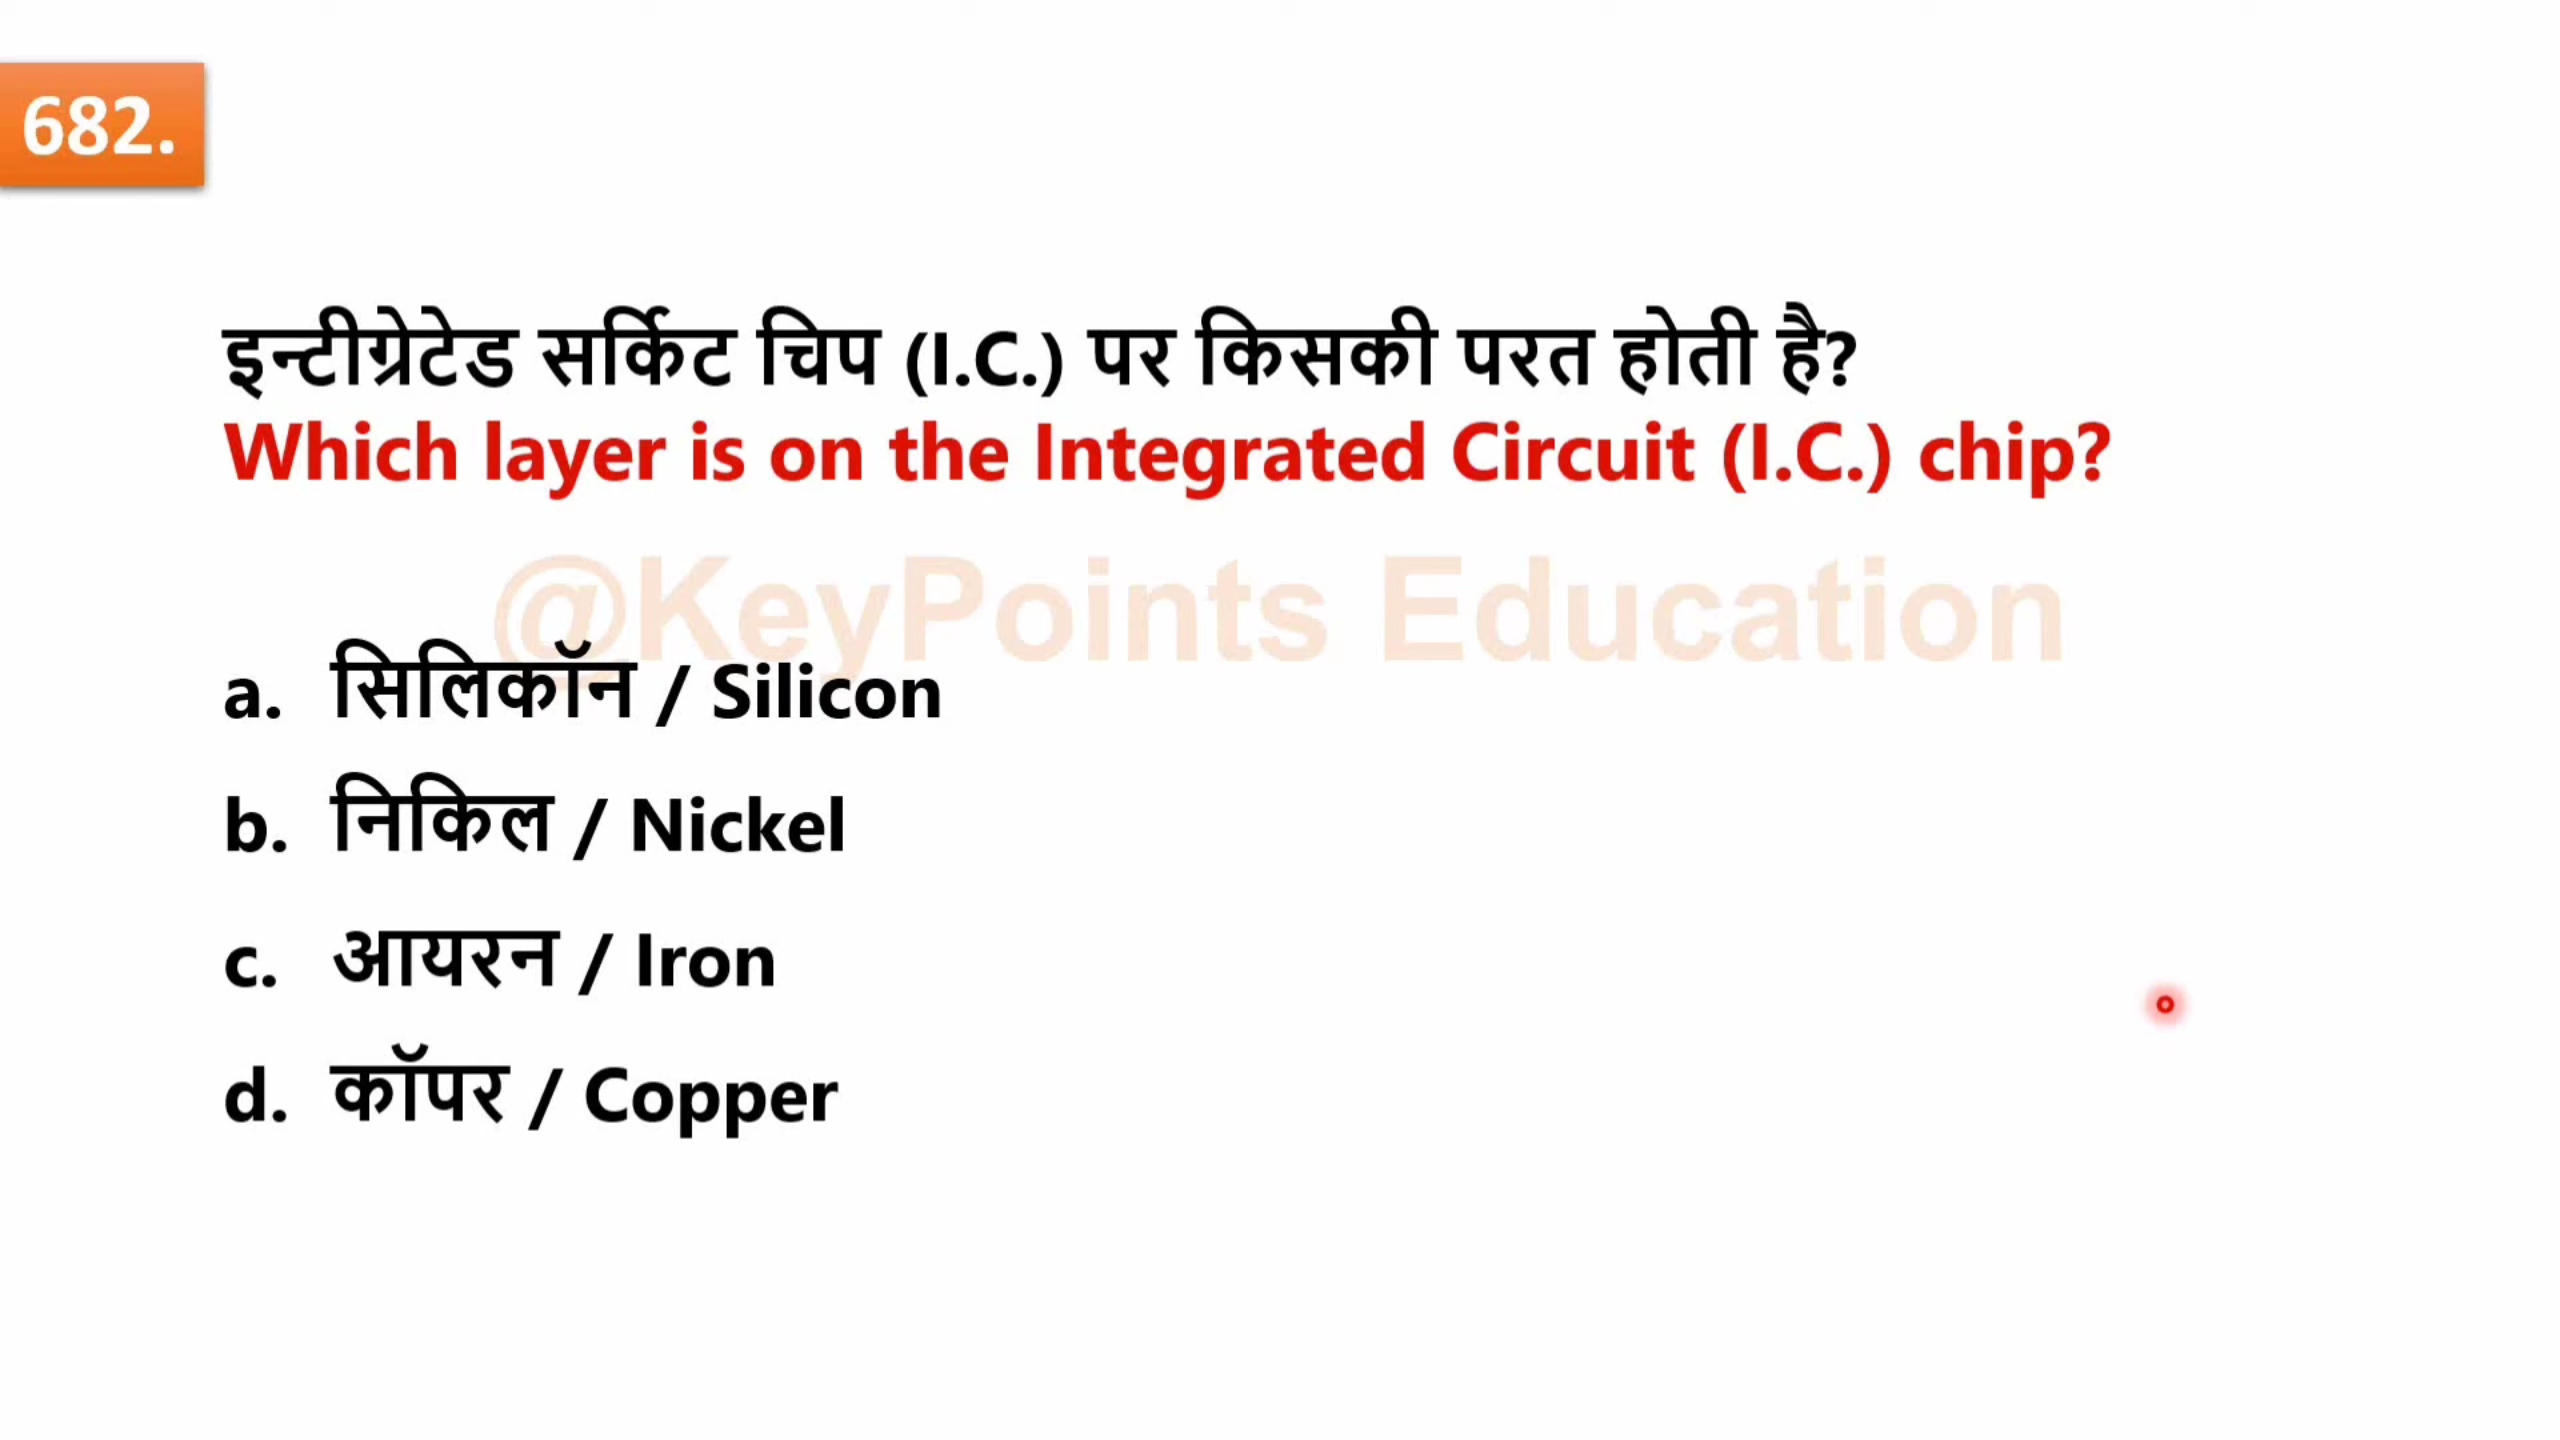 682.
इन्टीग्रेटेड सर्किट चिप (I.C.) पर किसकी परत होती है?
Which layer is on the Integrated Circuit (I.C.) chip?
@KeyPoints Education
a. सिलिकॉन / Silicon
b. निकिल / Nickel
c. आयरन / Iron
d. कॉपर / Copper